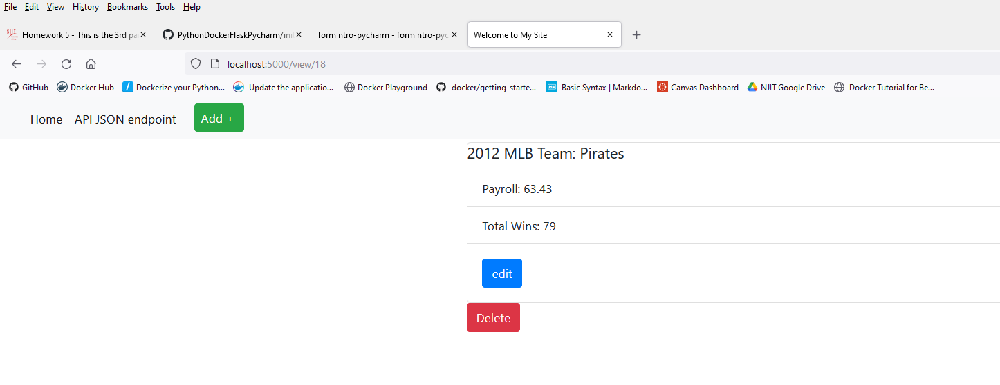 File Edit View History Bookmarks Tools Help
Homework 5 - This is the 3rd pa PythonDockerFlaskPycharm/ini formIntro-pycharm - formIntro-pyc Welcome to My Site!
localhost:5000/view/18
GitHub Docker Hub Dockerize your Python... Update the applicatio... Docker Playground docker/getting-starte... Basic Syntax | Markdo... Canvas Dashboard NJIT Google Drive Docker Tutorial for Be...
Home API JSON endpoint Add +
2012 MLB Team: Pirates
Payroll: 63.43
Total Wins: 79
edit
Delete